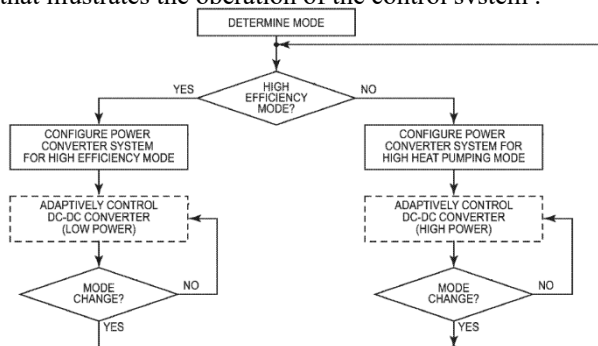 that illustrates the operation of the control system .
DETERMINE MODE
HIGH
EFFICIENCY
MODE?
YES
NO
CONFIGURE POWER
CONVERTER SYSTEM
FOR HIGH EFFICIENCY MODE
CONFIGURE POWER
CONVERTER SYSTEM FOR
HIGH HEAT PUMPING MODE
ADAPTIVELY CONTROL
DC-DC CONVERTER
(LOW POWER)
ADAPTIVELY CONTROL
DC-DC CONVERTER
(HIGH POWER)
MODE
CHANGE?
NO
YES
MODE
CHANGE?
NO
YES